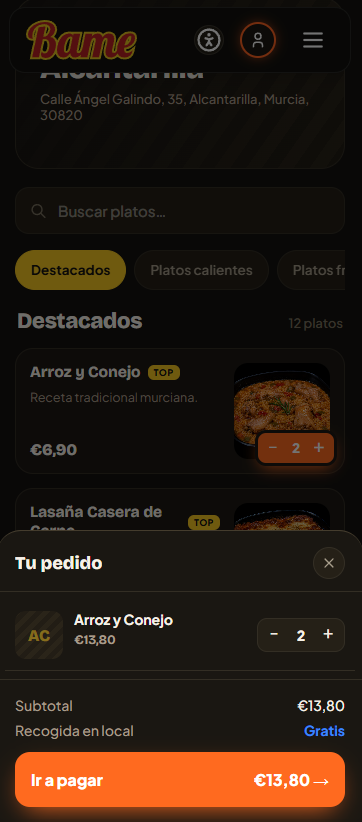 Bame
Alcantarilla
Calle Ángel Galindo, 35, Alcantarilla, Murcia,
30820
Buscar platos…
Destacados
Platos calientes
Platos fr
Destacados
12 platos
Arroz y Conejo
TOP
Receta tradicional murciana.
€6,90
− 2 +
Lasaña Casera de
Carne
TOP
Tu pedido
×
AC
Arroz y Conejo
€13,80
− 2 +
Subtotal
€13,80
Recogida en local
Gratis
Ir a pagar
€13,80 →